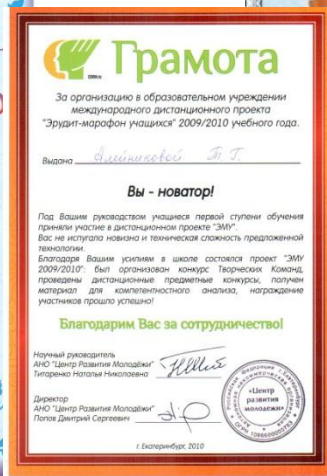 Грамота
За организацию в образовательном учреждении
международного дистанционного проекта
"Эрудит-марафон учащихся" 2009/2010 учебного года.
Выдана Алейниковой Т. Г.
Вы - новатор!
Под Вашим руководством учащиеся первой ступени обучения
приняли участие в дистанционном проекте "ЭМУ".
Вас не испугала новизна и техническая сложность предложенной
технологии.
Благодаря Вашим усилиям в школе состоялся проект "ЭМУ
2009/2010": был организован конкурс Творческих Команд,
проведены дистанционные предметные конкурсы, получен
материал для компетентностного анализа, награждение
участников прошло успешно!
Благодарим Вас за сотрудничество!
Научный руководитель
АНО "Центр Развития Молодёжи"
Титаренко Наталья Николаевна
Директор
АНО "Центр Развития Молодёжи"
Попов Дмитрий Сергеевич
«Центр
развития
молодежи»
г. Екатеринбург, 2010